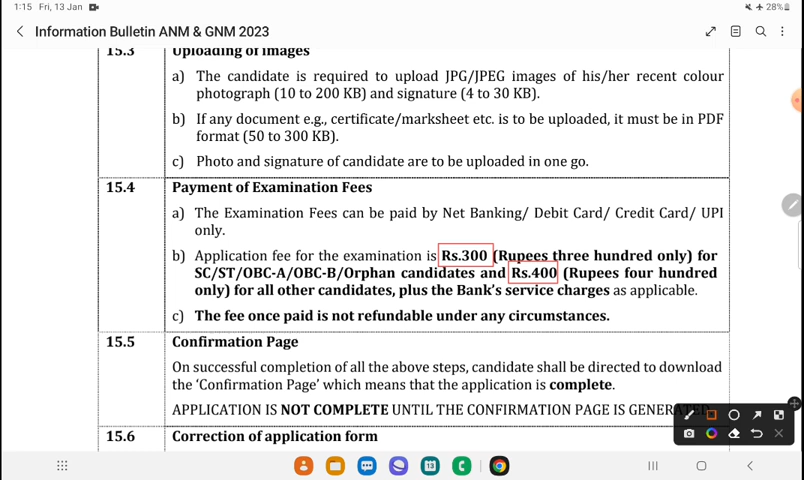 1:15 Fri, 13 Jan
28%
Information Bulletin ANM & GNM 2023
15.3 Uploading of Images
a) The candidate is required to upload JPG/JPEG images of his/her recent colour
photograph (10 to 200 KB) and signature (4 to 30 KB).
b) If any document e.g., certificate/marksheet etc. is to be uploaded, it must be in PDF
format (50 to 300 KB).
c) Photo and signature of candidate are to be uploaded in one go.
15.4 Payment of Examination Fees
a) The Examination Fees can be paid by Net Banking/ Debit Card/ Credit Card/ UPI
only.
b) Application fee for the examination is Rs.300 (Rupees three hundred only) for
SC/ST/OBC-A/OBC-B/Orphan candidates and Rs.400 (Rupees four hundred
only) for all other candidates, plus the Bank's service charges as applicable.
c) The fee once paid is not refundable under any circumstances.
15.5 Confirmation Page
On successful completion of all the above steps, candidate shall be directed to download
the 'Confirmation Page' which means that the application is complete.
APPLICATION IS NOT COMPLETE UNTIL THE CONFIRMATION PAGE IS GENERATED
15.6 Correction of application form
13